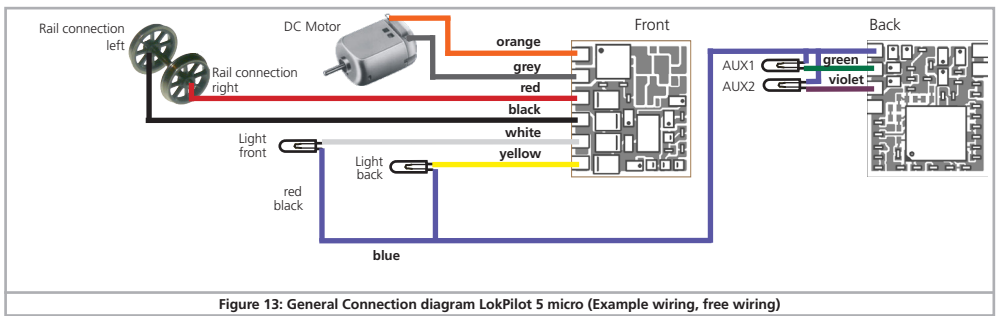 Rail connection
left
Rail connection
right
DC Motor
orange
grey
red
black
white
yellow
Front
Back
AUX1
green
AUX2
violet
Light
front
Light
back
red
black
blue
Figure 13: General Connection diagram LokPilot 5 micro (Example wiring, free wiring)